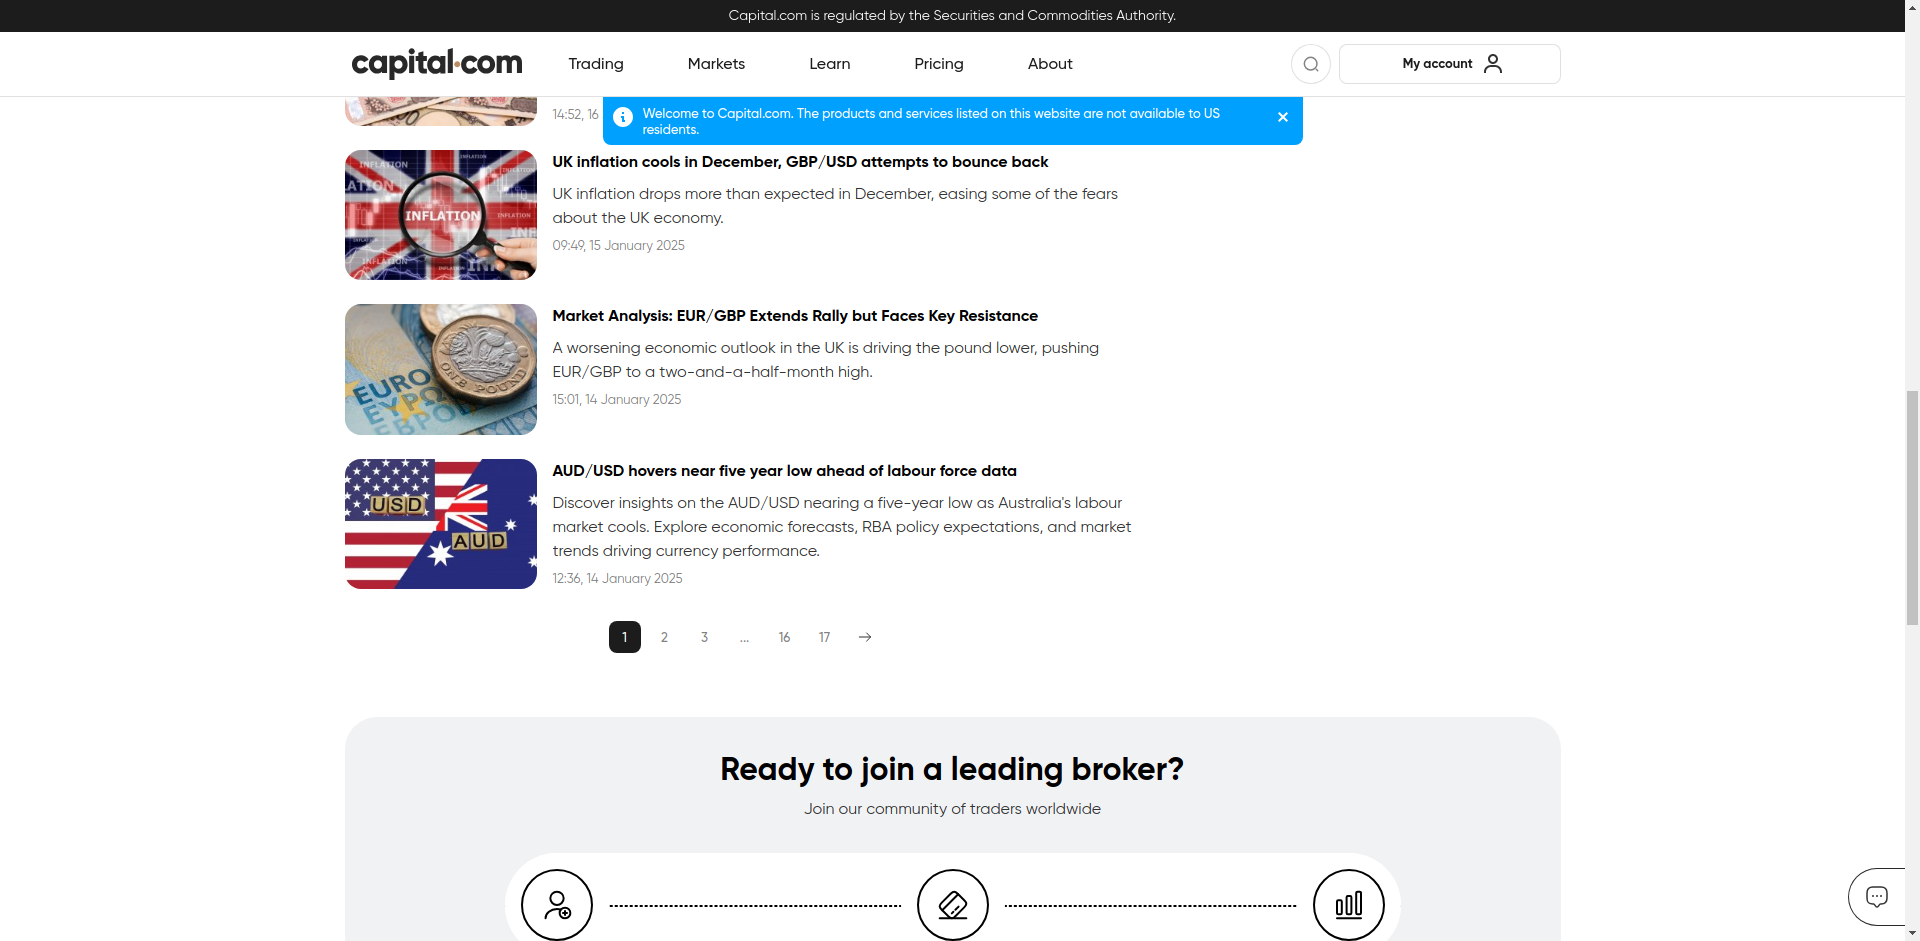 Capital.com is regulated by the Securities and Commodities Authority.
capital.com
Trading
Markets
Learn
Pricing
About
My account
14:52, 16
Welcome to Capital.com. The products and services listed on this website are not available to US
residents.
INFLATION
UK inflation cools in December, GBP/USD attempts to bounce back
UK inflation drops more than expected in December, easing some of the fears
about the UK economy.
09:49, 15 January 2025
EURO
ONE POUND
Market Analysis: EUR/GBP Extends Rally but Faces Key Resistance
A worsening economic outlook in the UK is driving the pound lower, pushing
EUR/GBP to a two-and-a-half-month high.
15:01, 14 January 2025
USD
AUD
AUD/USD hovers near five year low ahead of labour force data
Discover insights on the AUD/USD nearing a five-year low as Australia's labour
market cools. Explore economic forecasts, RBA policy expectations, and market
trends driving currency performance.
12:36, 14 January 2025
1 2 3 ... 16 17
Ready to join a leading broker?
Join our community of traders worldwide